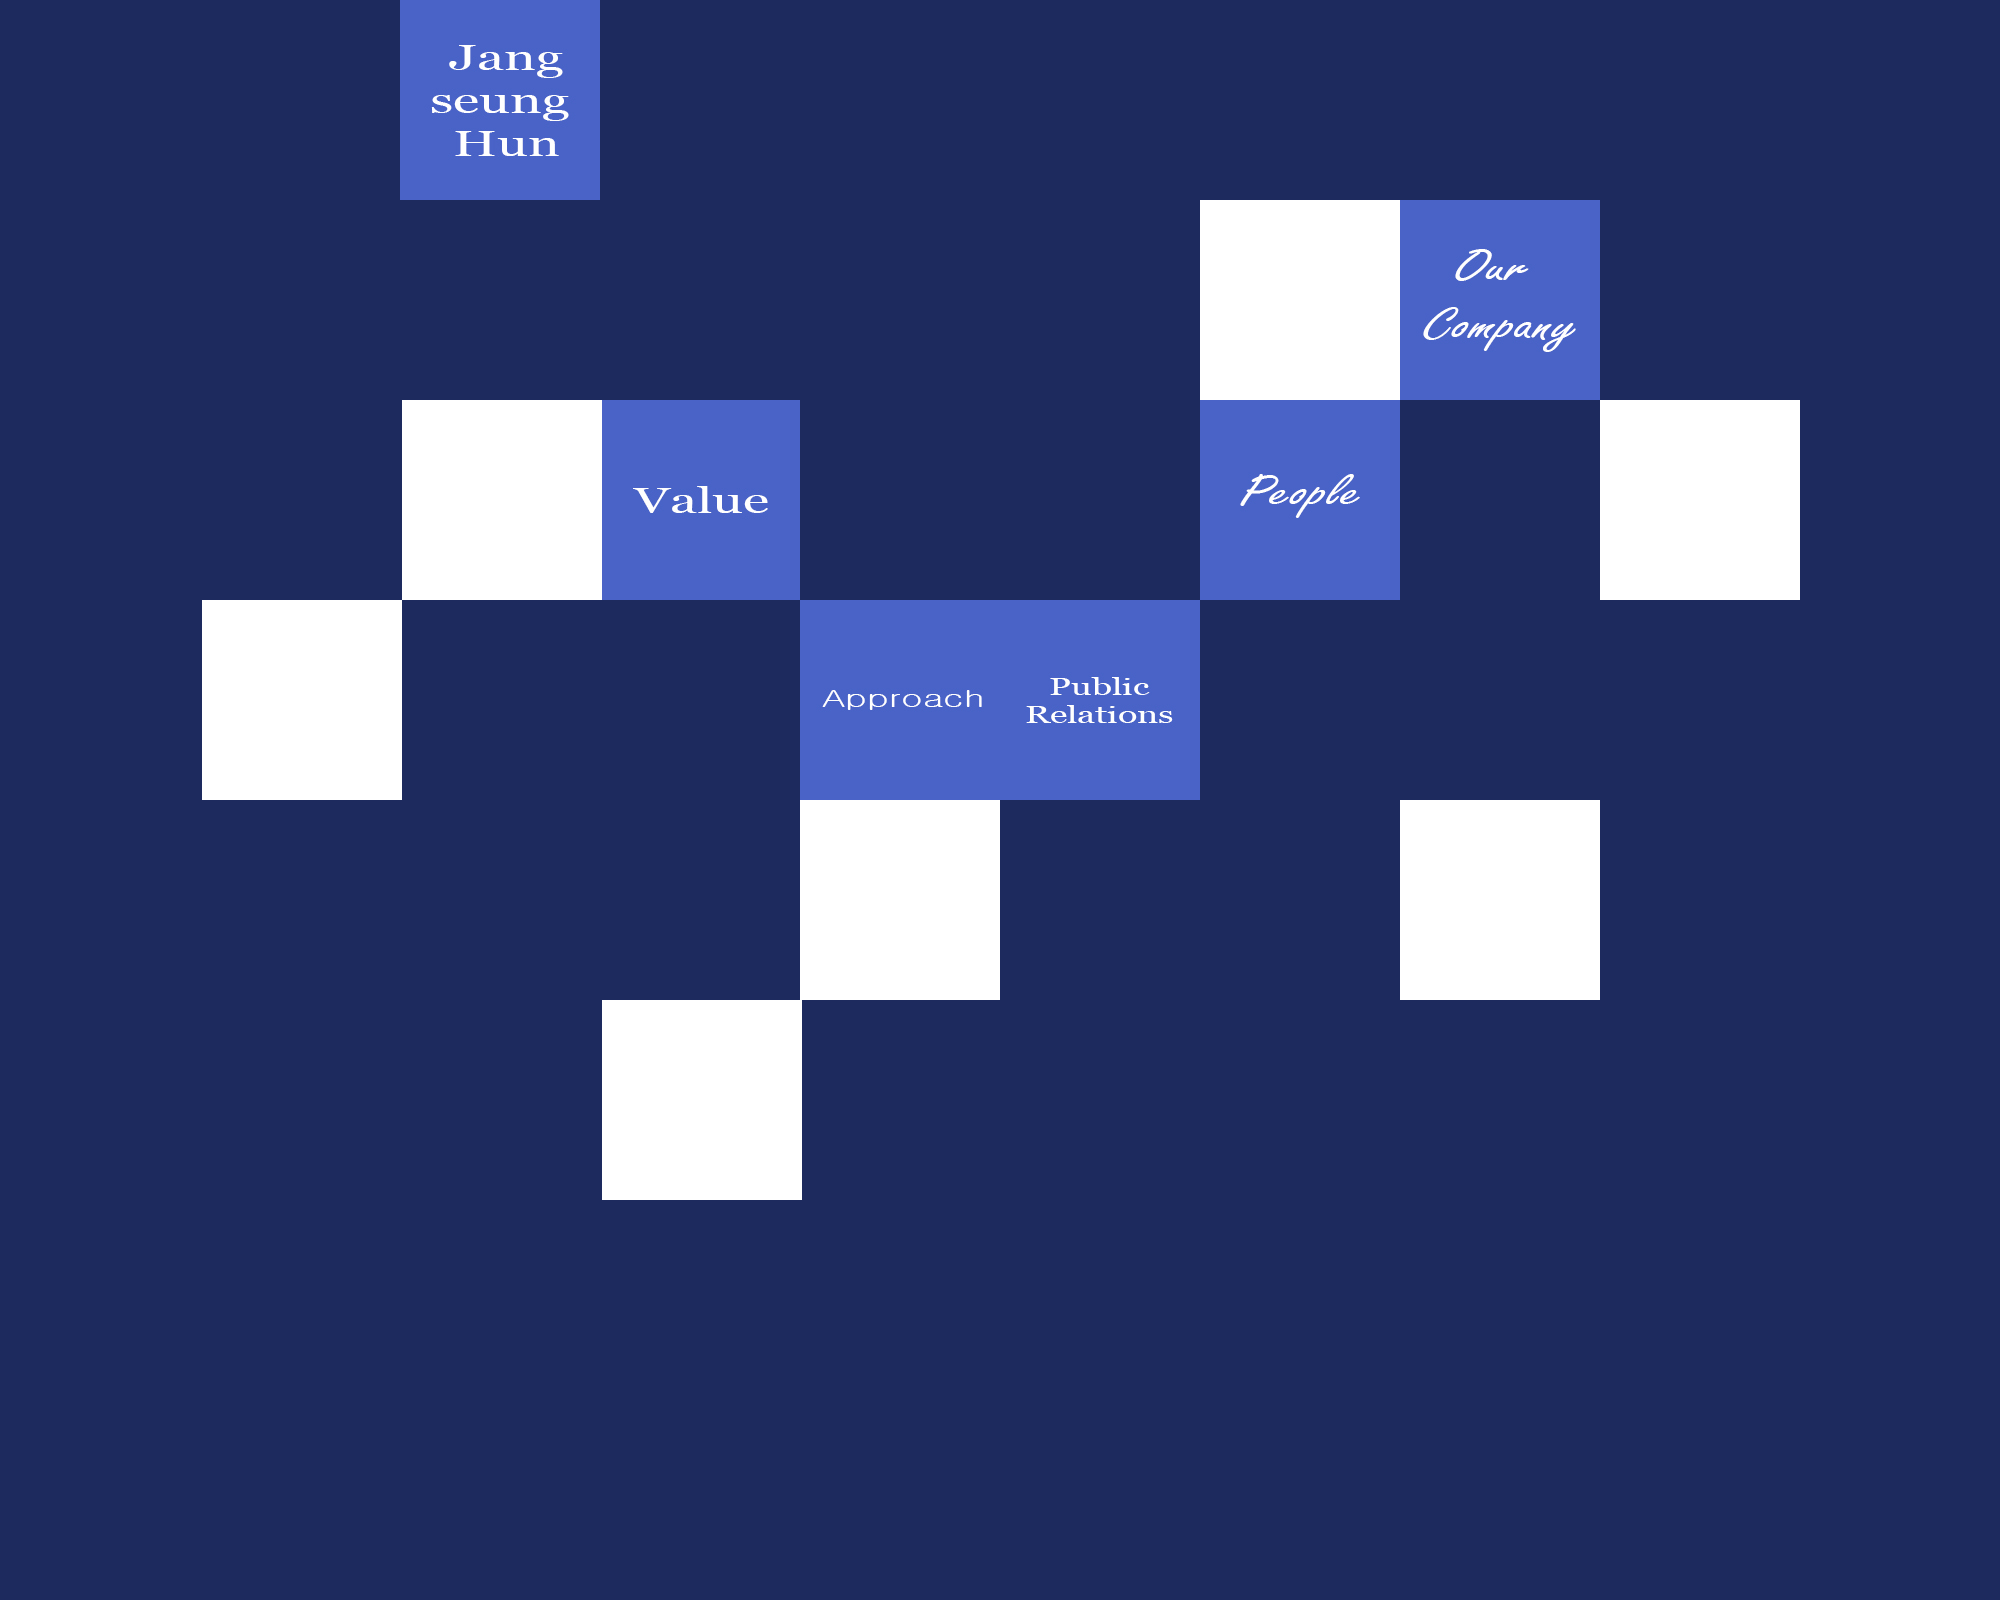 Jang
seung
Hun
Our
Company
Value
People
Approach
Public
Relations